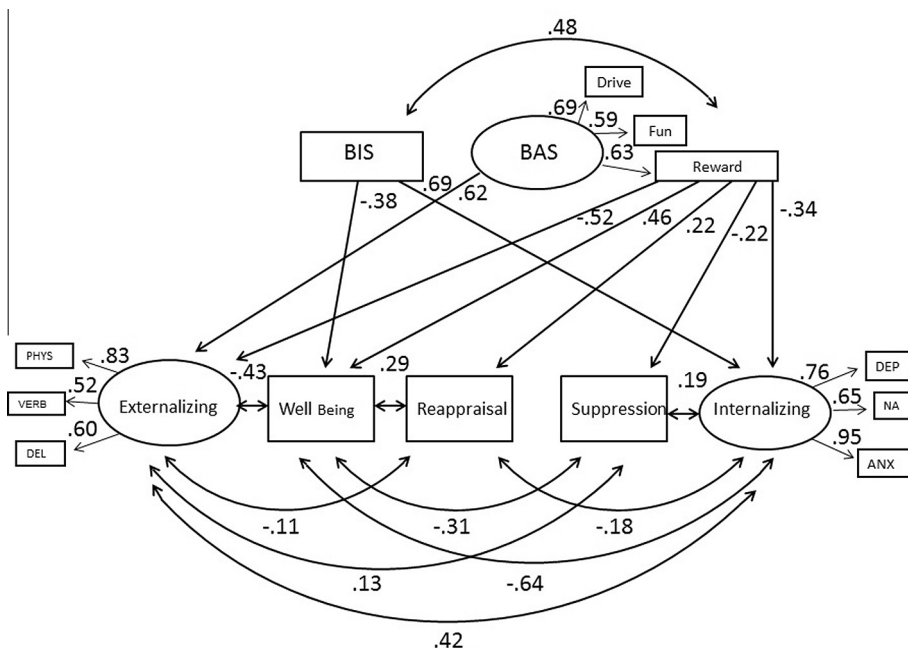 .48
Drive
.69
.59
Fun
BIS
BAS
.63
Reward
-.38
.69
.62
-.52
.46
.22
-.22
-.34
PHYS
.83
-.43
.29
.19
.76
DEP
VERB
.52
Externalizing
Well Being
Reappraisal
Suppression
Internalizing
.65
NA
DEL
.60
.95
ANX
-.11
-.31
-.18
.13
-.64
.42